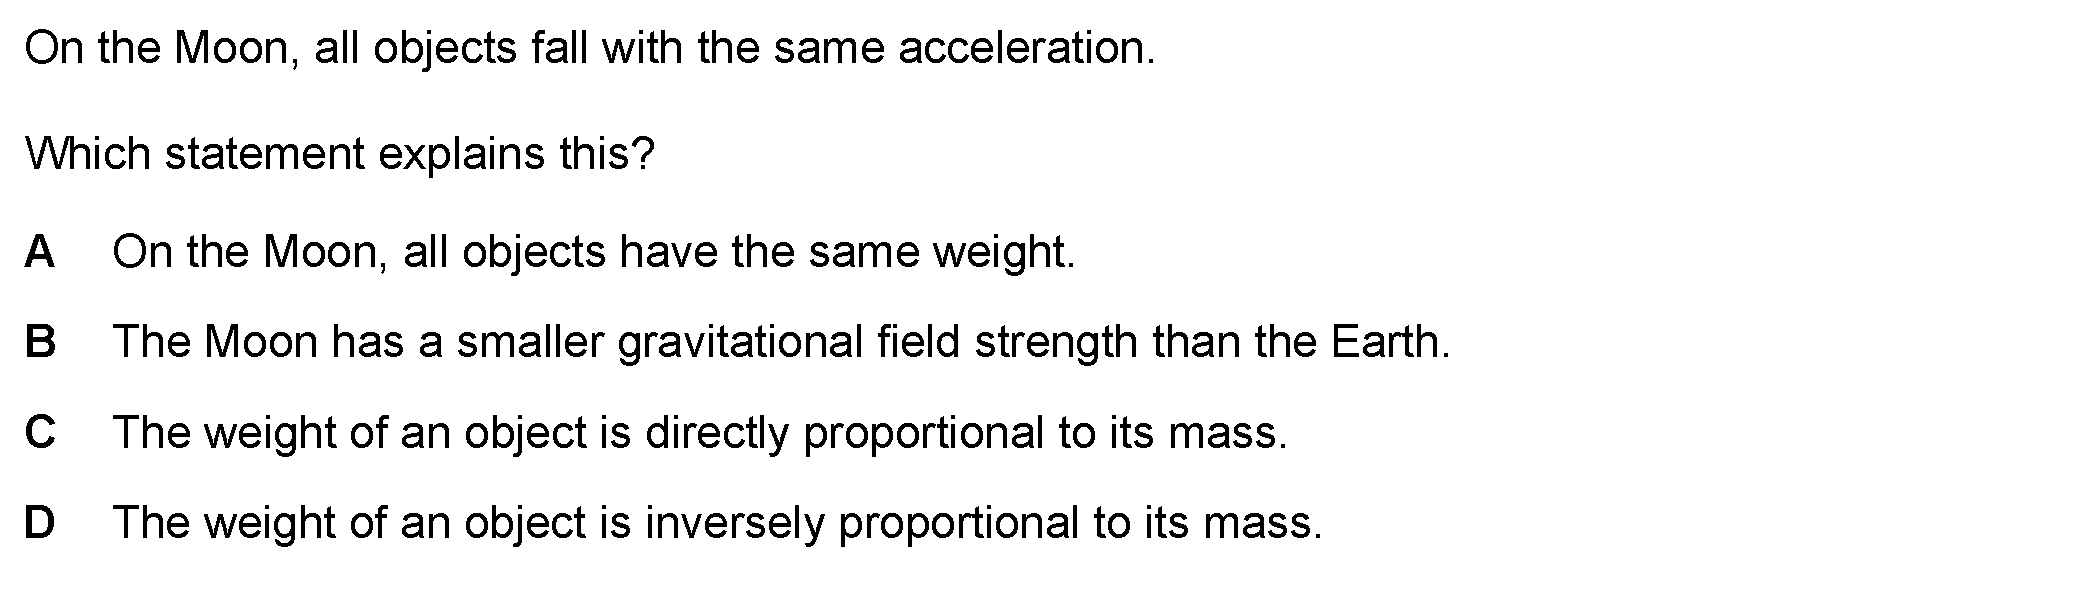 On the Moon, all objects fall with the same acceleration.
Which statement explains this?
A On the Moon, all objects have the same weight.
B The Moon has a smaller gravitational field strength than the Earth.
C The weight of an object is directly proportional to its mass.
D The weight of an object is inversely proportional to its mass.